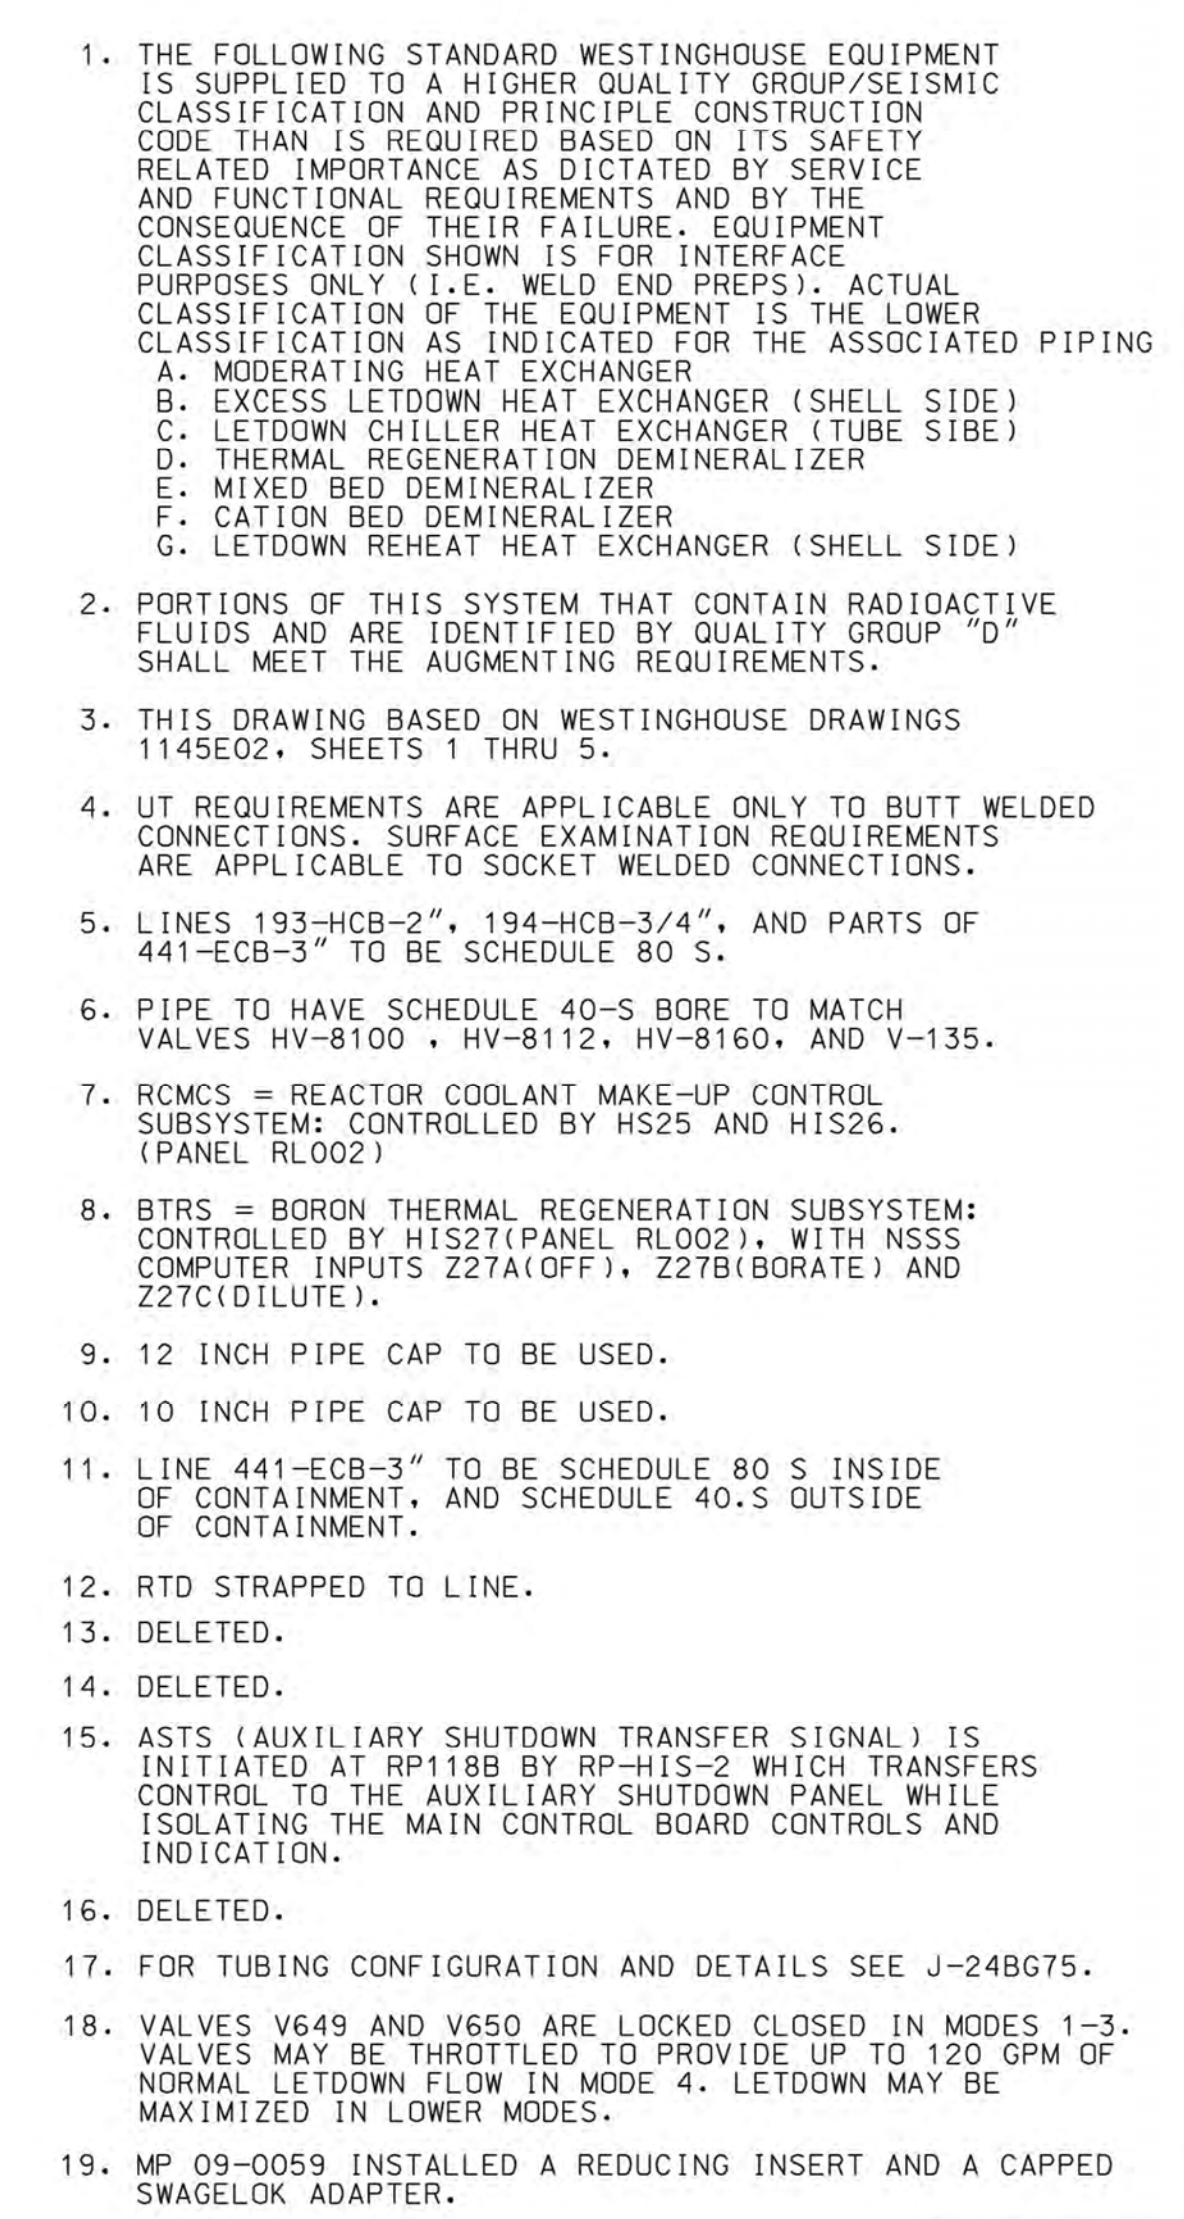 1. THE FOLLOWING STANDARD WESTINGHOUSE EQUIPMENT
IS SUPPLIED TO A HIGHER QUALITY GROUP/SEISMIC
CLASSIFICATION AND PRINCIPLE CONSTRUCTION
CODE THAN IS REQUIRED BASED ON ITS SAFETY
RELATED IMPORTANCE AS DICTATED BY SERVICE
AND FUNCTIONAL REQUIREMENTS AND BY THE
CONSEQUENCE OF THEIR FAILURE. EQUIPMENT
CLASSIFICATION SHOWN IS FOR INTERFACE
PURPOSES ONLY (I.E. WELD END PREPS). ACTUAL
CLASSIFICATION OF THE EQUIPMENT IS THE LOWER
CLASSIFICATION AS INDICATED FOR THE ASSOCIATED PIPING
A. MODERATING HEAT EXCHANGER
B. EXCESS LETDOWN HEAT EXCHANGER (SHELL SIDE)
C. LETDOWN CHILLER HEAT EXCHANGER (TUBE SIBE)
D. THERMAL REGENERATION DEMINERALIZER
E. MIXED BED DEMINERALIZER
F. CATION BED DEMINERALIZER
G. LETDOWN REHEAT HEAT EXCHANGER (SHELL SIDE)
2. PORTIONS OF THIS SYSTEM THAT CONTAIN RADIOACTIVE
FLUIDS AND ARE IDENTIFIED BY QUALITY GROUP "D"
SHALL MEET THE AUGMENTING REQUIREMENTS.
3. THIS DRAWING BASED ON WESTINGHOUSE DRAWINGS
1145E02, SHEETS 1 THRU 5.
4. UT REQUIREMENTS ARE APPLICABLE ONLY TO BUTT WELDED
CONNECTIONS. SURFACE EXAMINATION REQUIREMENTS
ARE APPLICABLE TO SOCKET WELDED CONNECTIONS.
5. LINES 193-HCB-2", 194-HCB-3/4", AND PARTS OF
441-ECB-3" TO BE SCHEDULE 80 S.
6. PIPE TO HAVE SCHEDULE 40-S BORE TO MATCH
VALVES HV-8100 , HV-8112, HV-8160, AND V-135.
7. RCMCS = REACTOR COOLANT MAKE-UP CONTROL
SUBSYSTEM: CONTROLLED BY HS25 AND HIS26.
(PANEL RL002)
8. BTRS = BORON THERMAL REGENERATION SUBSYSTEM:
CONTROLLED BY HIS27(PANEL RL002), WITH NSSS
COMPUTER INPUTS Z27A(OFF), Z27B(BORATE) AND
Z27C(DILUTE).
9. 12 INCH PIPE CAP TO BE USED.
10. 10 INCH PIPE CAP TO BE USED.
11. LINE 441-ECB-3" TO BE SCHEDULE 80 S INSIDE
OF CONTAINMENT, AND SCHEDULE 40.S OUTSIDE
OF CONTAINMENT.
12. RTD STRAPPED TO LINE.
13. DELETED.
14. DELETED.
15. ASTS (AUXILIARY SHUTDOWN TRANSFER SIGNAL) IS
INITIATED AT RP118B BY RP-HIS-2 WHICH TRANSFERS
CONTROL TO THE AUXILIARY SHUTDOWN PANEL WHILE
ISOLATING THE MAIN CONTROL BOARD CONTROLS AND
INDICATION.
16. DELETED.
17. FOR TUBING CONFIGURATION AND DETAILS SEE J-24BG75.
18. VALVES V649 AND V650 ARE LOCKED CLOSED IN MODES 1-3.
VALVES MAY BE THROTTLED TO PROVIDE UP TO 120 GPM OF
NORMAL LETDOWN FLOW IN MODE 4. LETDOWN MAY BE
MAXIMIZED IN LOWER MODES.
19. MP 09-0059 INSTALLED A REDUCING INSERT AND A CAPPED
SWAGELOK ADAPTER.